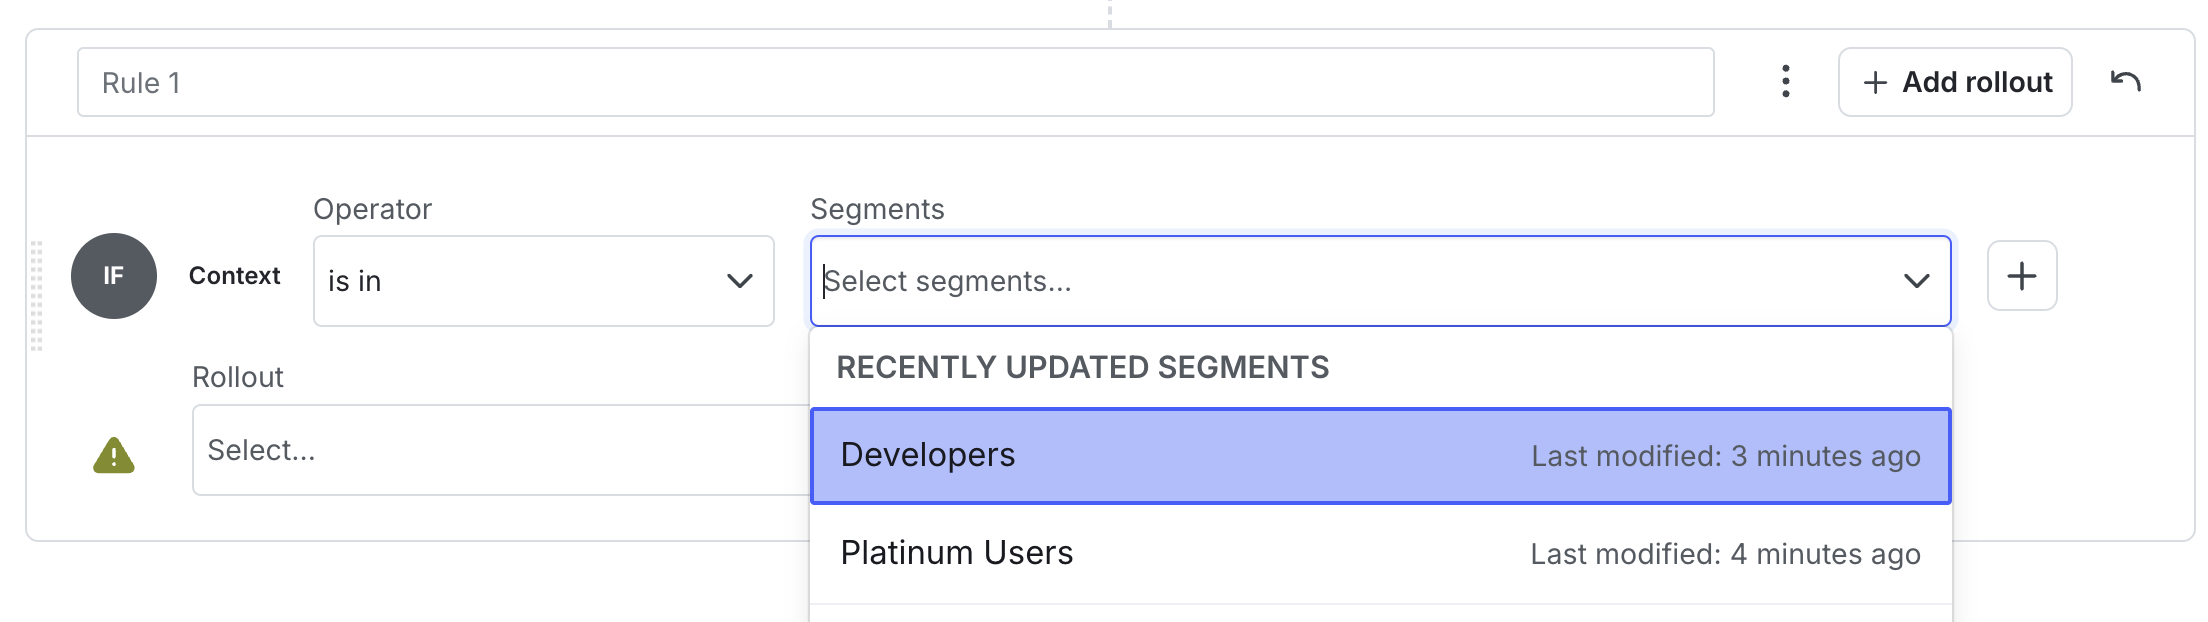 Rule 1
Add rollout
Operator
Segments
IF
Context
is in
Select segments...
Rollout
Select...
RECENTLY UPDATED SEGMENTS
Developers
Last modified: 3 minutes ago
Platinum Users
Last modified: 4 minutes ago